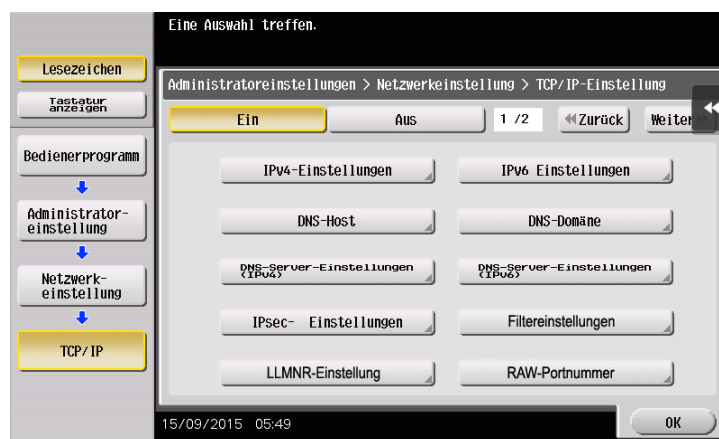 Eine Auswahl treffen.
Lesezeichen
Tastatur
anzeigen
Bedienerprogramm
Administrator-
einstellung
Netzwerk-
einstellung
TCP/IP
Administratoreinstellungen > Netzwerkeinstellung > TCP/IP-Einstellung
Ein Aus 1 /2 Zurück Weiter
IPv4-Einstellungen IPv6 Einstellungen
DNS-Host DNS-Domäne
DNS-Server-Einstellungen
(IPv4)
DNS-Server-Einstellungen
(IPv6)
IPsec- Einstellungen Filtereinstellungen
LLMNR-Einstellung RAW-Portnummer
15/09/2015 05:49 OK